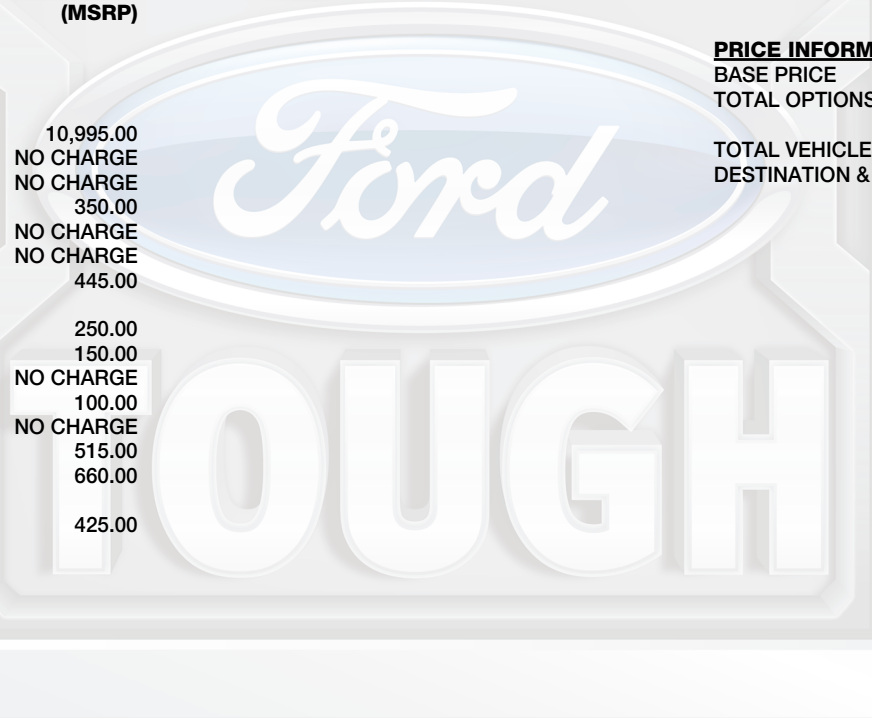 (MSRP)
10,995.00
NO CHARGE
NO CHARGE
350.00
NO CHARGE
NO CHARGE
445.00
250.00
150.00
NO CHARGE
100.00
NO CHARGE
515.00
660.00
425.00
PRICE INFORM
BASE PRICE
TOTAL OPTIONS
TOTAL VEHICLE
DESTINATION &
Ford
TOUGH